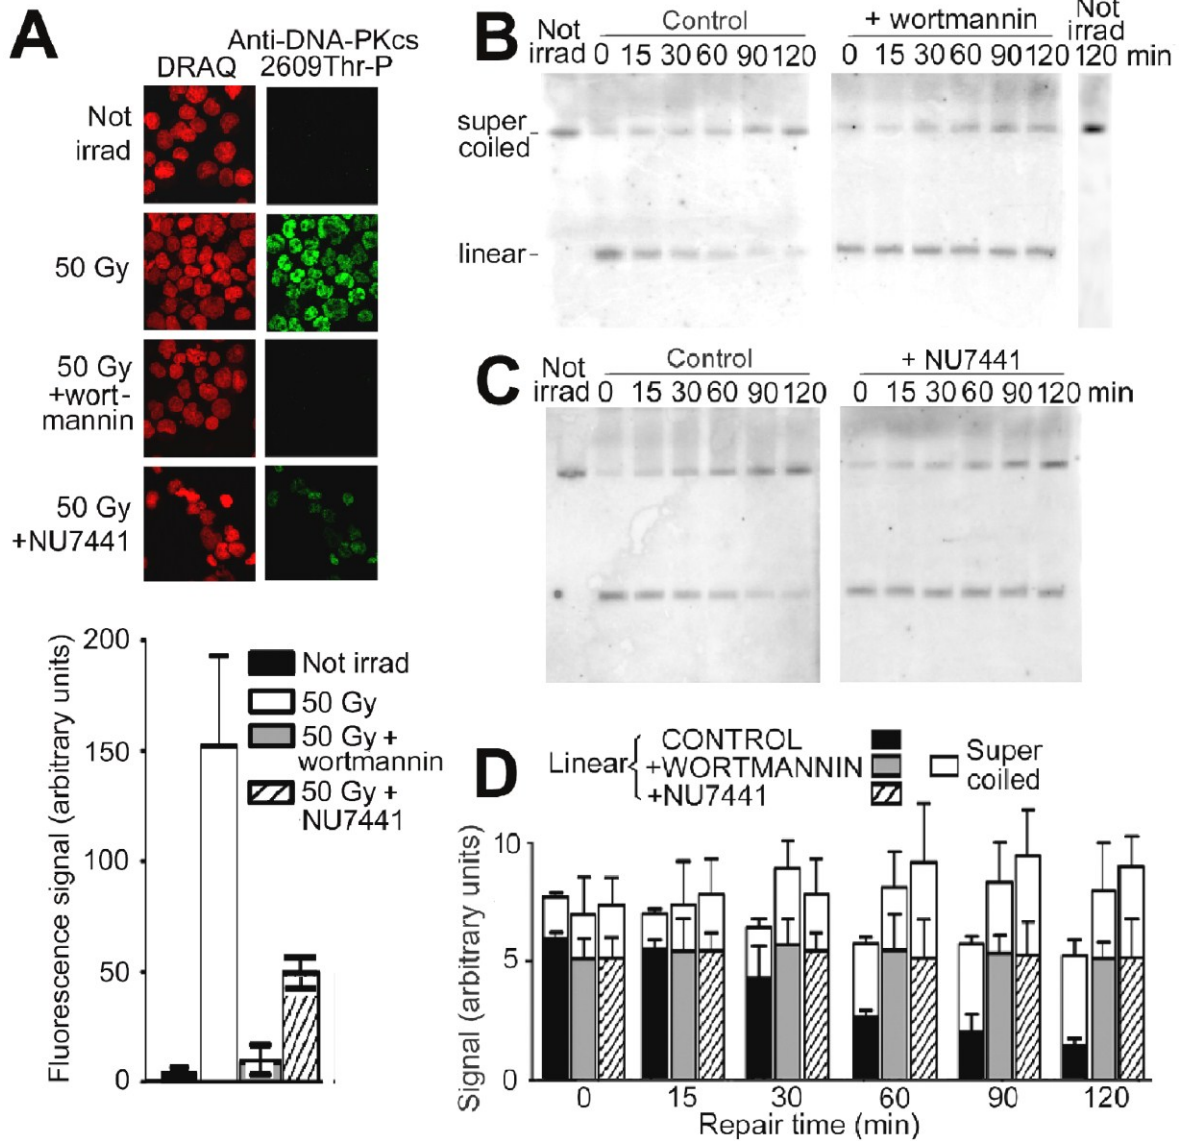 A
DRAQ
Anti-DNA-PKcs
2609Thr-P
Not
irrad
50 Gy
50 Gy
+wort-
mannin
50 Gy
+NU7441
Fluorescence signal (arbitrary units)
200
150
100
50
0
Not irrad
50 Gy
50 Gy +
wortmannin
50 Gy +
NU7441
B
Not
irrad
Control
0 15 30 60 90 120
+ wortmannin
0 15 30 60 90 120
Not
irrad
120 min
super
coiled
linear
C
Not
irrad
Control
0 15 30 60 90 120
+ NU7441
0 15 30 60 90 120 min
D
Linear
CONTROL
+WORTMANNIN
+NU7441
Super
coiled
Signal (arbitrary units)
10
5
0
0 15 30 60 90 120
Repair time (min)